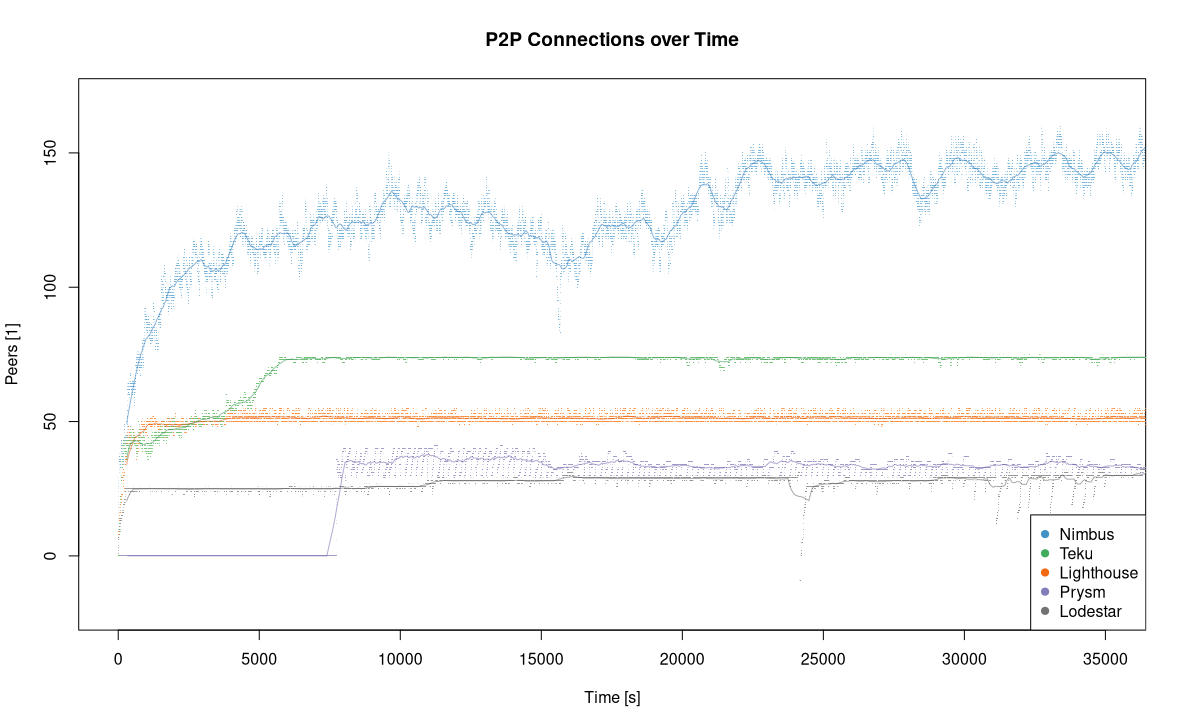 P2P Connections over Time
Peers [1]
150
100
50
0
0 5000 10000 15000 20000 25000 30000 35000
Time [s]
Nimbus
Teku
Lighthouse
Prysm
Lodestar